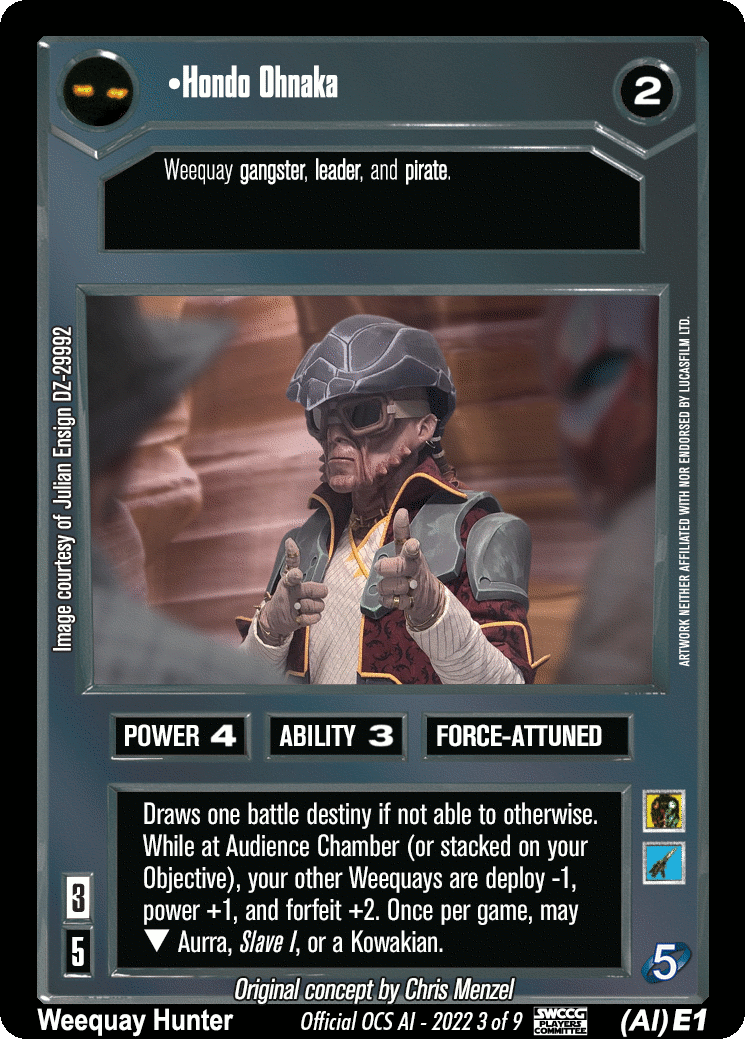 •Hondo Ohnaka
2
Weequay gangster, leader, and pirate.
Image courtesy of Julian Ensign DZ-29992
ARTWORK NEITHER AFFILIATED WITH NOR ENDORSED BY LUCASFILM LTD.
POWER 4
ABILITY 3
FORCE-ATTUNED
Draws one battle destiny if not able to otherwise.
While at Audience Chamber (or stacked on your
Objective), your other Weequays are deploy -1,
power +1, and forfeit +2. Once per game, may
▼ Aurra, Slave I, or a Kowakian.
3
5
5
Original concept by Chris Menzel
Weequay Hunter
Official OCS AI - 2022 3 of 9
SWCCG
PLAYERS
COMMITTEE
(AI) E1